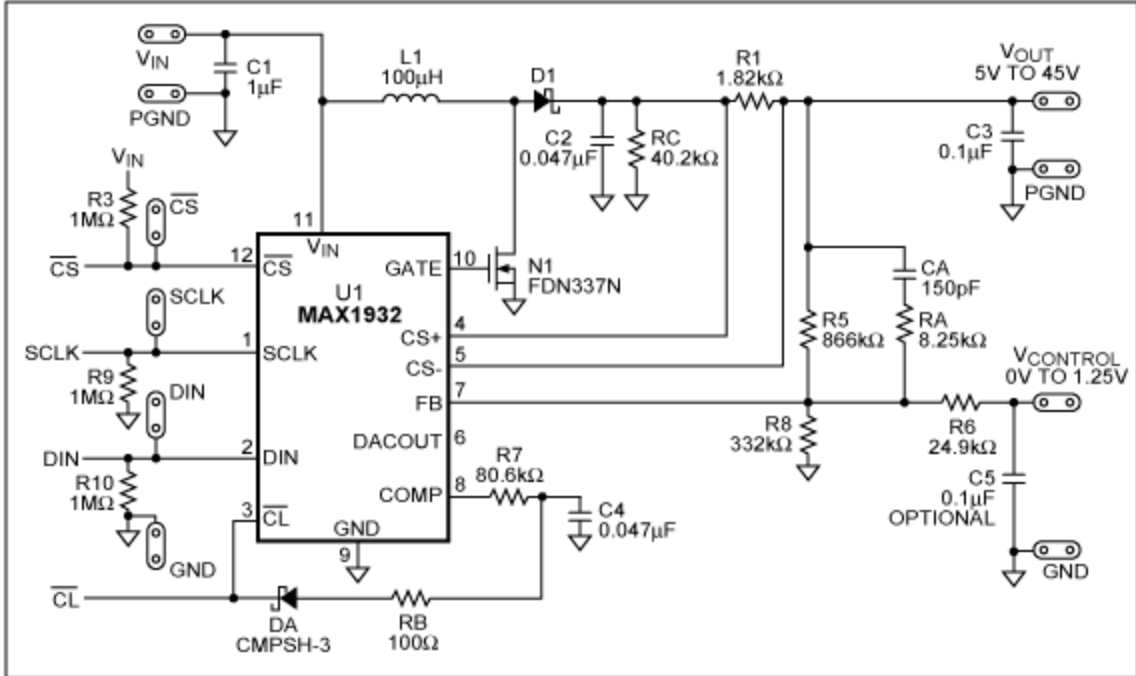 VIN
C1
1μF
PGND
L1
100μH
D1
R1
1.82kΩ
VOUT
5V TO 45V
C2
0.047μF
RC
40.2kΩ
C3
0.1μF
PGND
VIN
R3
1MΩ
CS
CS
11
VIN
12
CS
GATE
10
N1
FDN337N
U1
MAX1932
SCLK
SCLK
1
SCLK
R9
1MΩ
CS+
4
CS-
5
FB
7
CA
150pF
R5
866kΩ
RA
8.25kΩ
VCONTROL
0V TO 1.25V
DIN
DIN
2
DIN
R10
1MΩ
DACOUT
6
R8
332kΩ
R6
24.9kΩ
COMP
8
R7
80.6kΩ
C4
0.047μF
C5
0.1μF
OPTIONAL
3
CL
GND
9
GND
GND
CL
DA
CMPSH-3
RB
100Ω